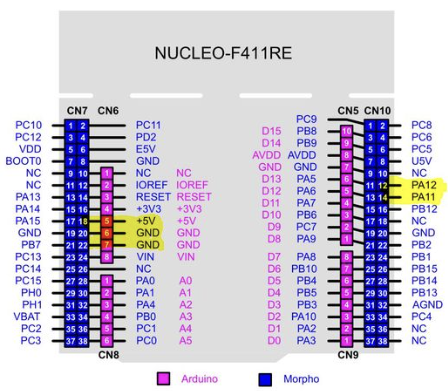 NUCLEO-F411RE
CN7 CN6
PC10 1 2 PC11
PC12 3 4 PD2
VDD 5 6 E5V
BOOT0 7 8 GND
NC 9 10 1 NC NC
NC 11 12 2 IOREF IOREF
PA13 13 14 3 RESET RESET
PA14 15 16 4 +3V3 +3V3
PA15 17 18 5 +5V +5V
GND 19 20 6 GND GND
PB7 21 22 7 GND GND
PC13 23 24 8 VIN VIN
PC14 25 26 NC
PC15 27 28 1 PA0 A0
PH0 29 30 2 PA1 A1
PH1 31 32 3 PA4 A2
VBAT 33 34 4 PB0 A3
PC2 35 36 5 PC1 A4
PC3 37 38 6 PC0 A5
CN8
CN5 CN10
PC9 1 2 PC8
D15 PB8 10 3 4 PC6
D14 PB9 9 5 6 PC5
AVDD AVDD 8 7 8 U5V
GND GND 7 9 10 NC
D13 PA5 6 11 12 PA12
D12 PA6 5 13 14 PA11
D11 PA7 4 15 16 PB12
D10 PB6 3 17 18 NC
D9 PC7 2 19 20 GND
D8 PA9 1 21 22 PB2
D7 PA8 8 23 24 PB1
D6 PB10 7 25 26 PB15
D5 PB4 6 27 28 PB14
D4 PB5 5 29 30 PB13
D3 PB3 4 31 32 AGND
D2 PA10 3 33 34 PC4
D1 PA2 2 35 36 NC
D0 PA3 1 37 38 NC
CN9
Arduino Morpho